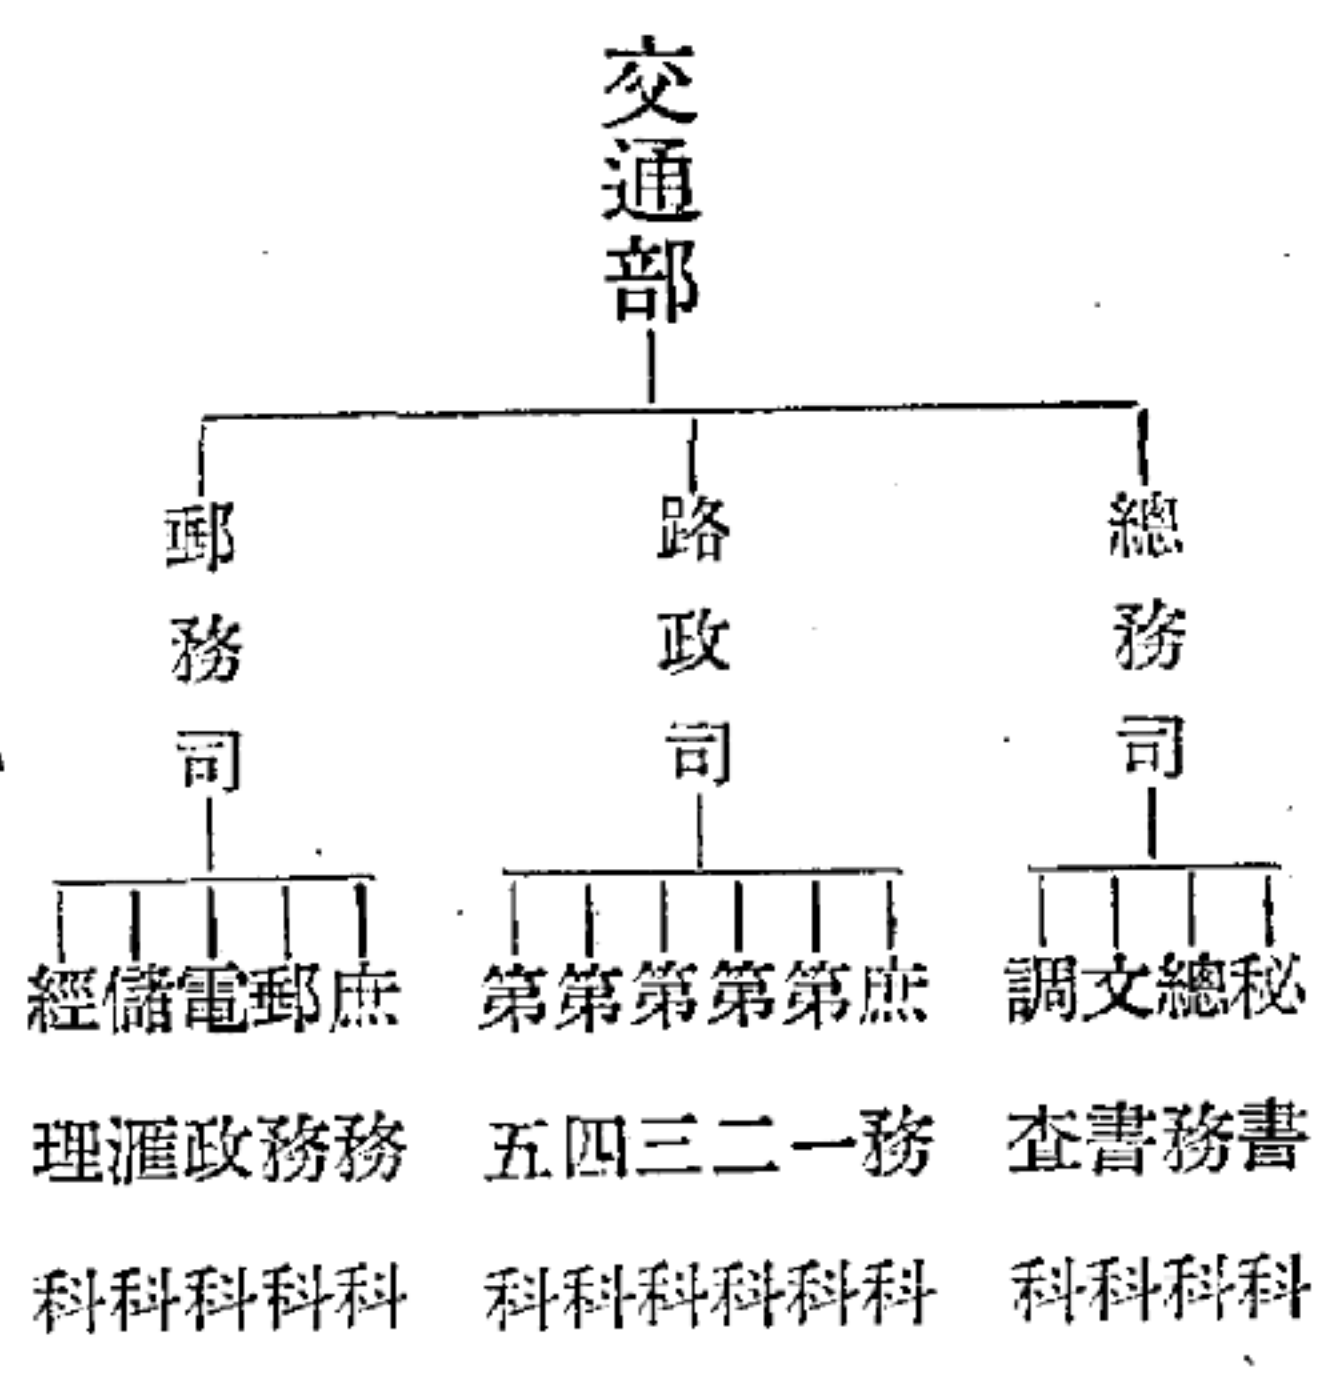 交通部
總務司
秘書科
總務科
文書科
調查科
路政司
庶務科
第一科
第二科
第三科
第四科
第五科
郵務司
庶務科
郵務科
電政科
儲滙科
經理科